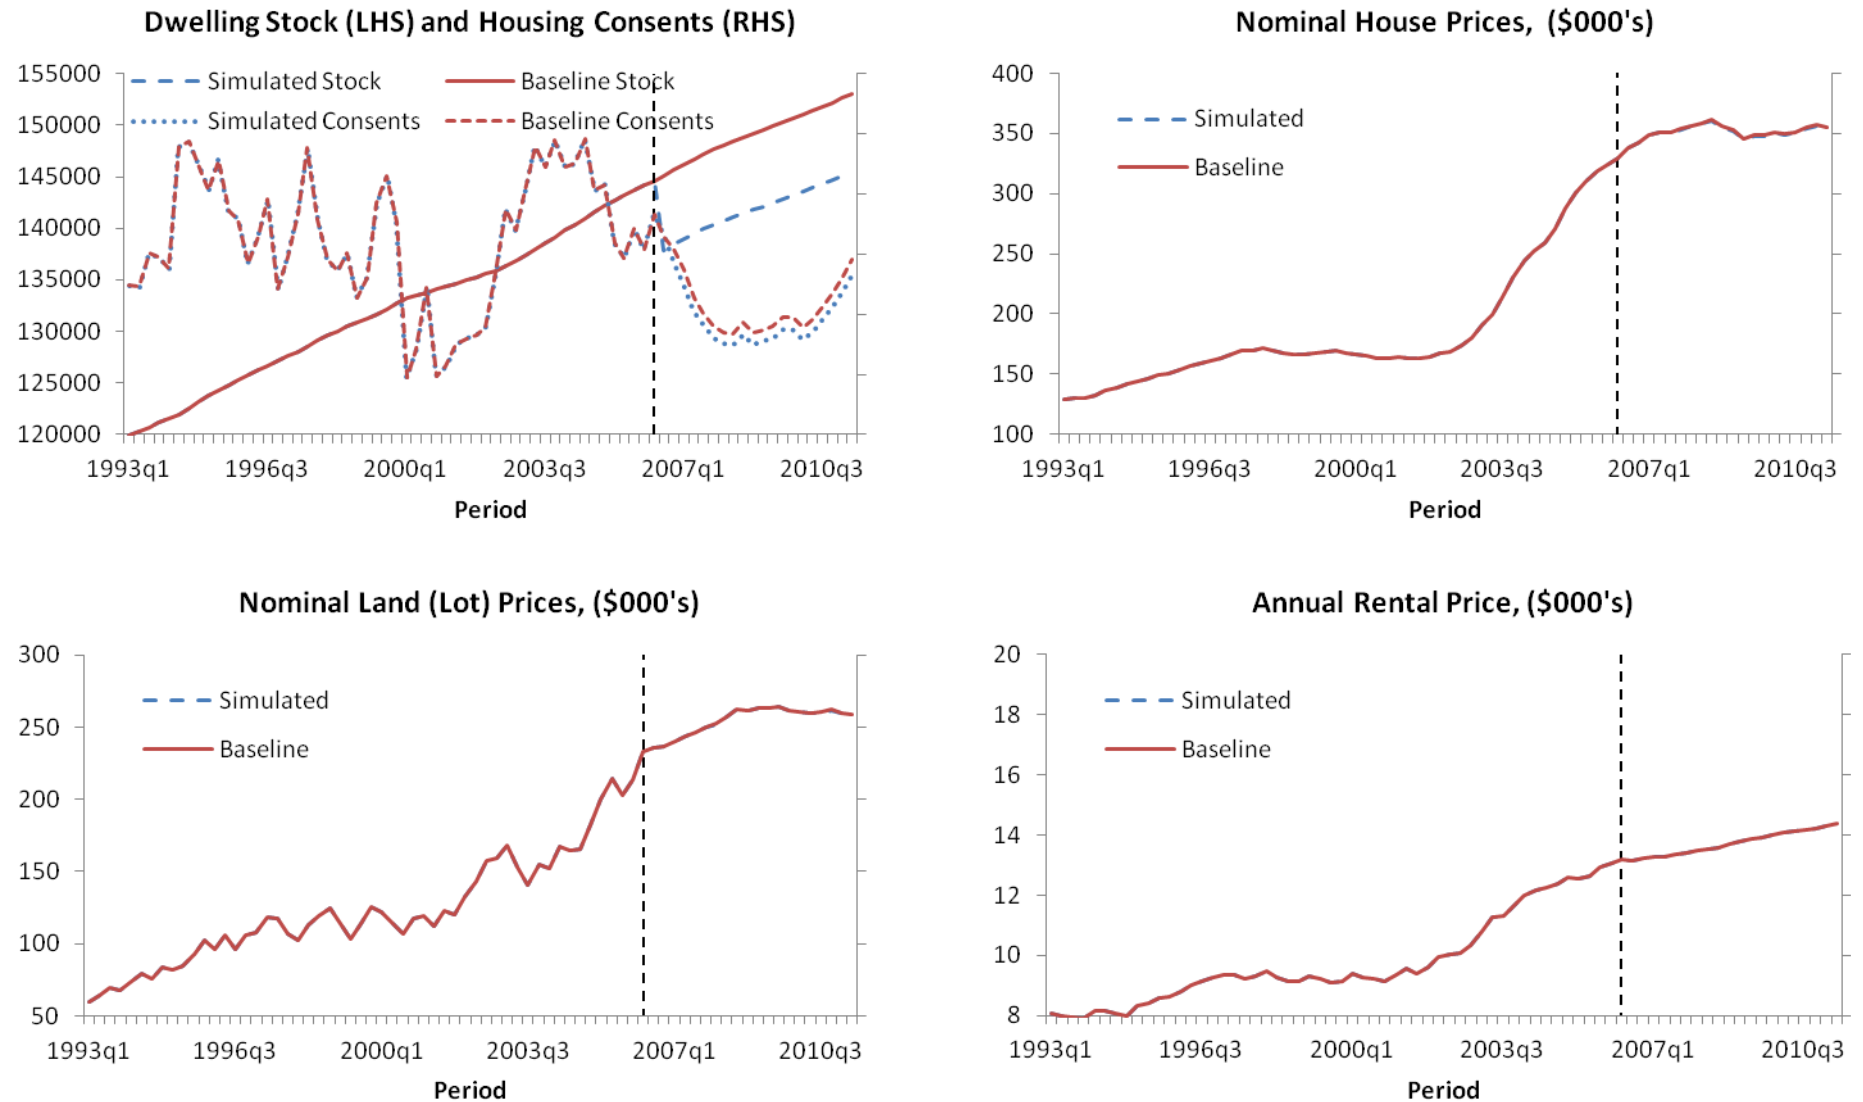 Dwelling Stock (LHS) and Housing Consents (RHS)
155000
150000
145000
140000
135000
130000
125000
120000
Simulated Stock
Baseline Stock
Simulated Consents
Baseline Consents
1993q1 1996q3 2000q1 2003q3 2007q1 2010q3
Period
Nominal House Prices, ($000's)
400
350
300
250
200
150
100
Simulated
Baseline
1993q1 1996q3 2000q1 2003q3 2007q1 2010q3
Period
Nominal Land (Lot) Prices, ($000's)
300
250
200
150
100
50
Simulated
Baseline
1993q1 1996q3 2000q1 2003q3 2007q1 2010q3
Period
Annual Rental Price, ($000's)
20
18
16
14
12
10
8
Simulated
Baseline
1993q1 1996q3 2000q1 2003q3 2007q1 2010q3
Period